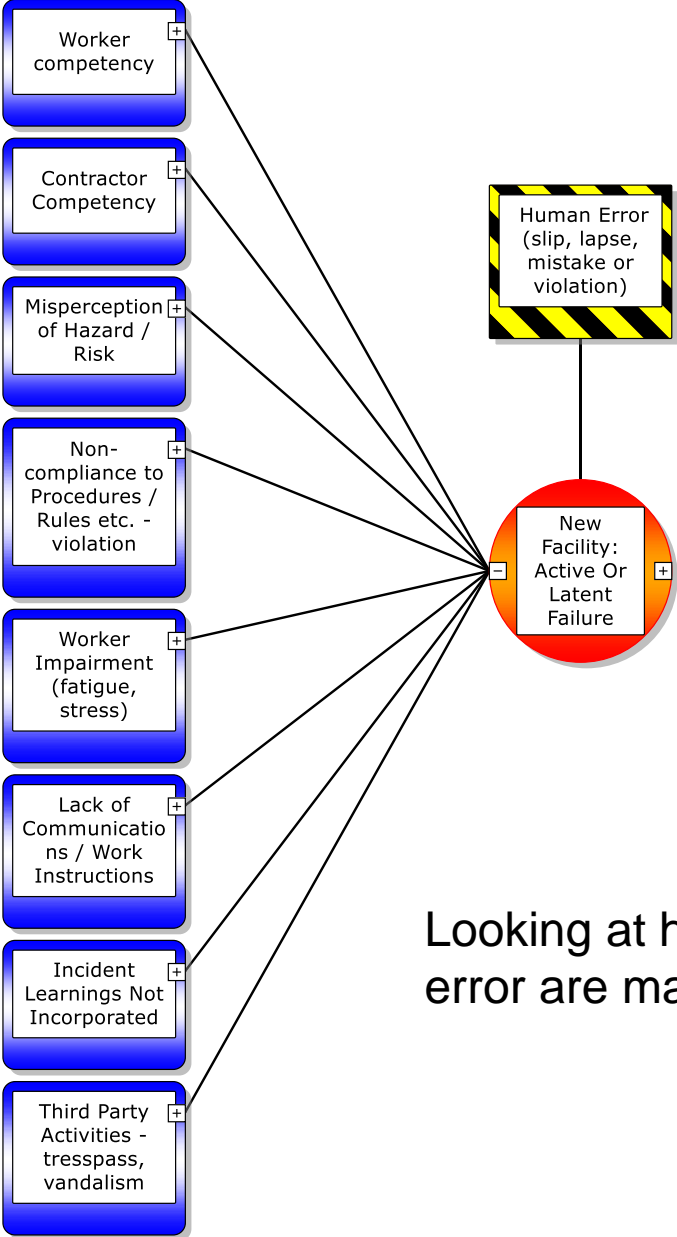 Worker
competency
Contractor
Competency
Misperception
of Hazard /
Risk
Non-
compliance to
Procedures /
Rules etc. -
violation
Worker
Impairment
(fatigue,
stress)
Lack of
Communicatio
ns / Work
Instructions
Incident
Learnings Not
Incorporated
Third Party
Activities -
tresspass,
vandalism
Human Error
(slip, lapse,
mistake or
violation)
New
Facility:
Active Or
Latent
Failure
Looking at h
error are ma